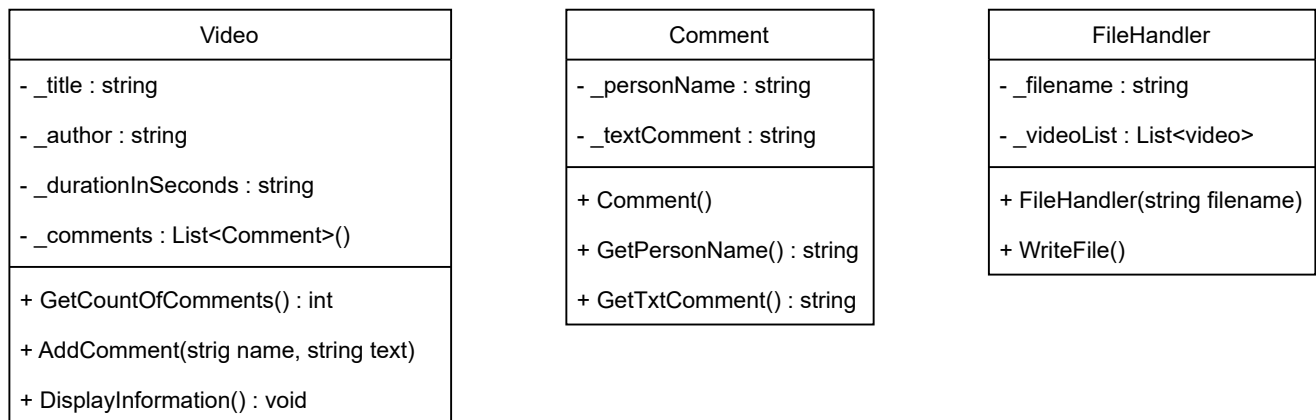 Video
- _title : string
- _author : string
- _durationInSeconds : string
- _comments : List<Comment>()
+ GetCountOfComments() : int
+ AddComment(strig name, string text)
+ DisplayInformation() : void
Comment
- _personName : string
- _textComment : string
+ Comment()
+ GetPersonName() : string
+ GetTxtComment() : string
FileHandler
- _filename : string
- _videoList : List<video>
+ FileHandler(string filename)
+ WriteFile()